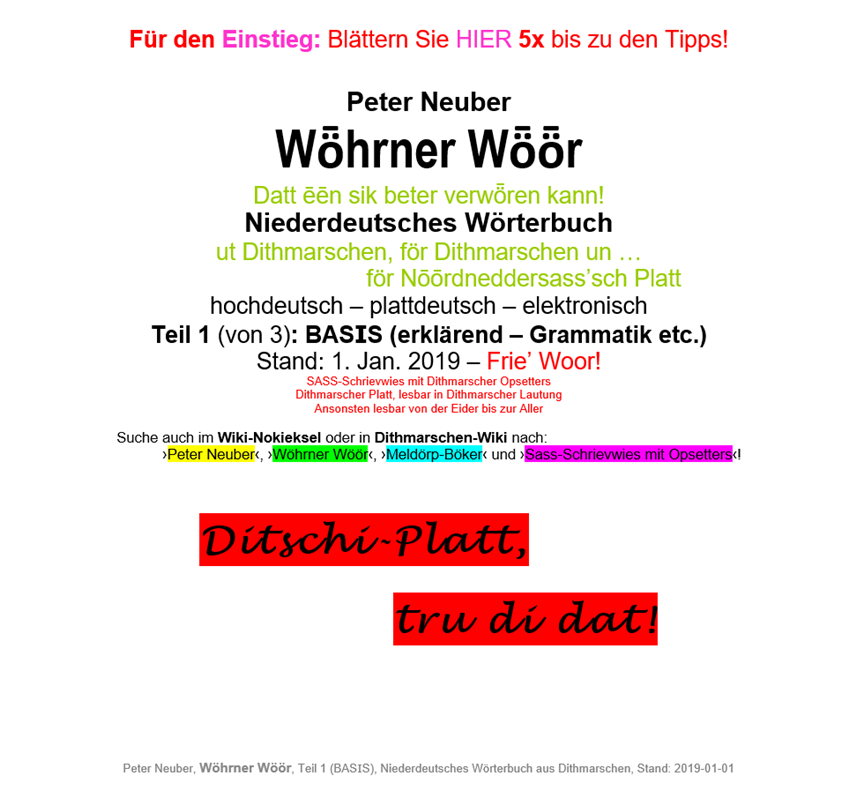 Für den Einstieg: Blättern Sie HIER 5x bis zu den Tipps!
Peter Neuber
Wȫhrner Wȫȫr
Datt ēēn sik beter verwȫren kann!
Niederdeutsches Wörterbuch
ut Dithmarschen, för Dithmarschen un …
för Nōōrdneddersass’sch Platt
hochdeutsch – plattdeutsch – elektronisch
Teil 1 (von 3): BASIS (erklärend – Grammatik etc.)
Stand: 1. Jan. 2019 – Frie’ Woor!
SASS-Schrievwies mit Dithmarscher Opsetters
Dithmarscher Platt, lesbar in Dithmarscher Lautung
Ansonsten lesbar von der Eider bis zur Aller
Suche auch im Wiki-Nokieksel oder in Dithmarschen-Wiki nach:
›Peter Neuber‹, ›Wöhrner Wöör‹, ›Meldörp-Böker‹ und ›Sass-Schrievwies mit Opsetters‹!
Ditschi-Platt,
tru di dat!
Peter Neuber, Wöhrner Wöör, Teil 1 (BASIS), Niederdeutsches Wörterbuch aus Dithmarschen, Stand: 2019-01-01